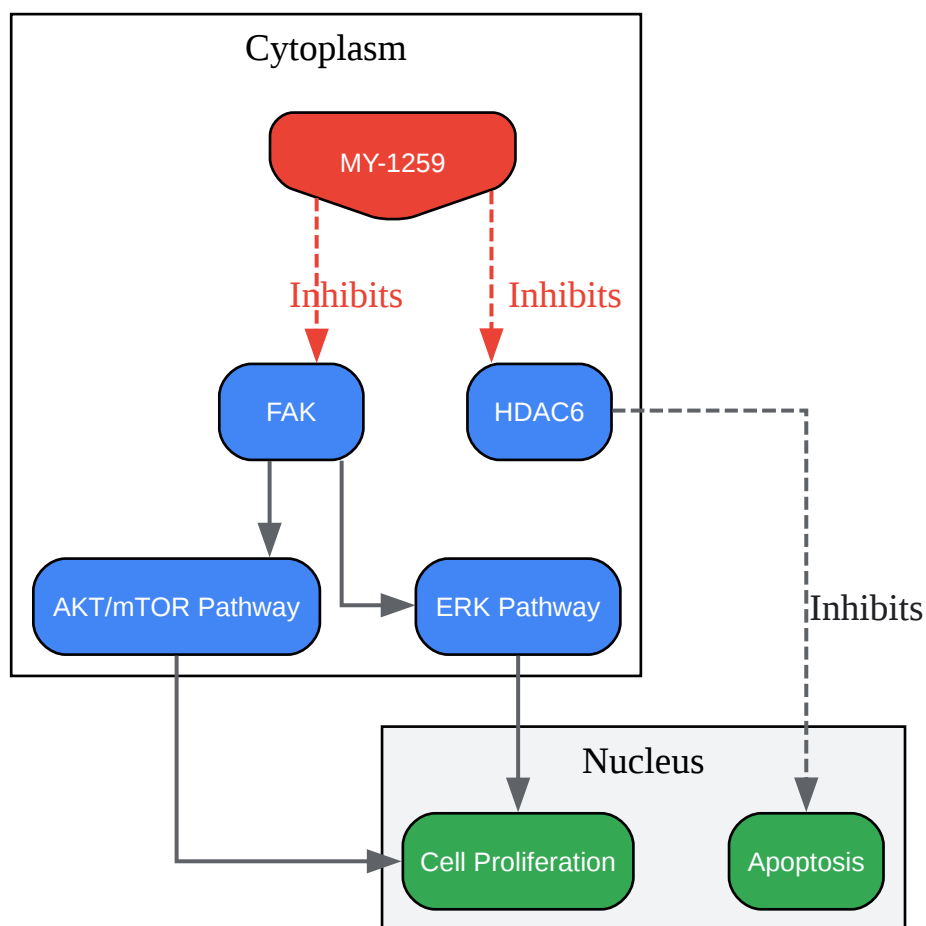 Cytoplasm
MY-1259
Inhibits
Inhibits
FAK
HDAC6
AKT/mTOR Pathway
ERK Pathway
Inhibits
Nucleus
Cell Proliferation
Apoptosis